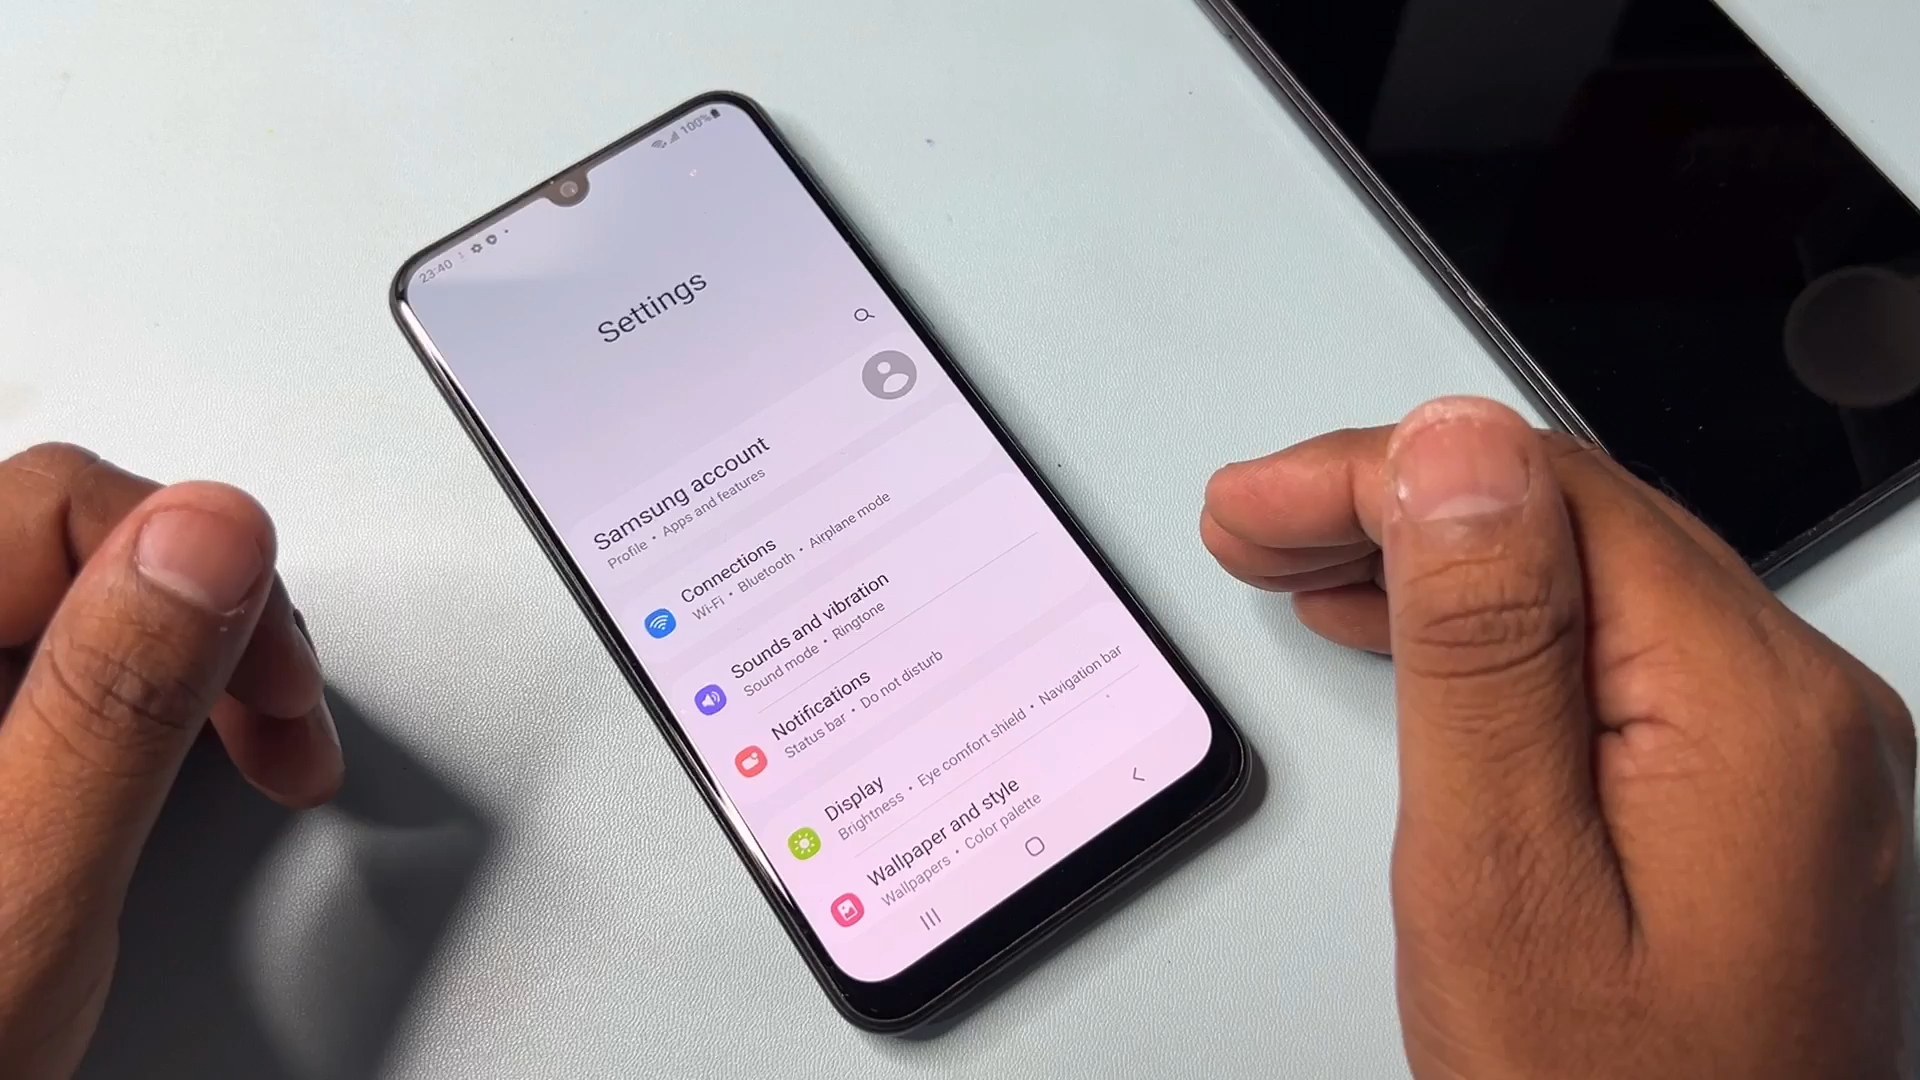 23:40
100%
Settings
Samsung account
Profile • Apps and features
Connections
Wi-Fi • Bluetooth • Airplane mode
Sounds and vibration
Sound mode • Ringtone
Notifications
Status bar • Do not disturb
Display
Brightness • Eye comfort shield • Navigation bar
Wallpaper and style
Wallpapers • Color palette